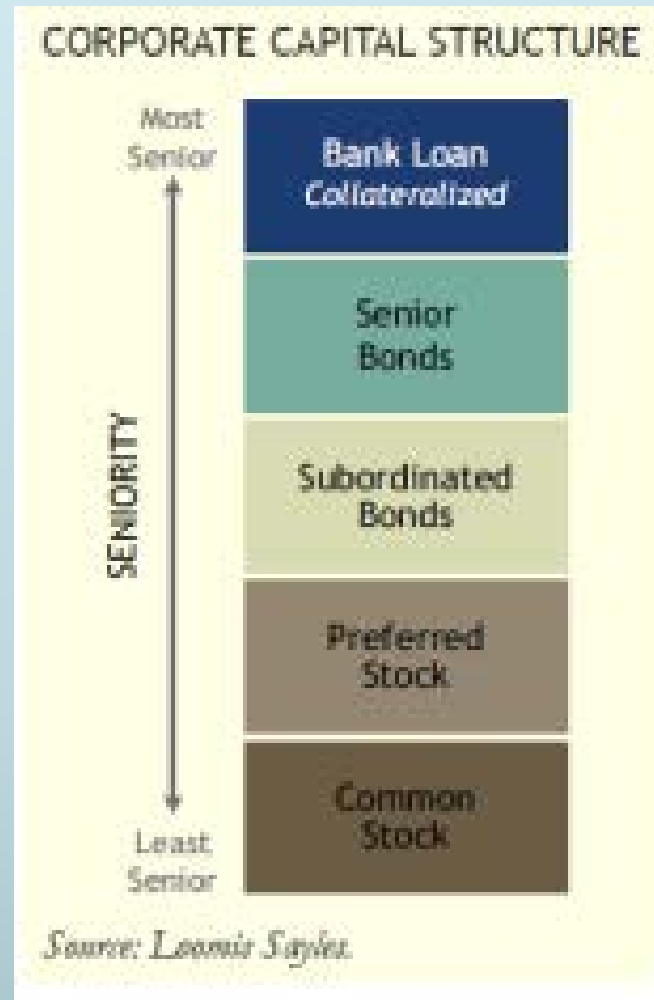 CORPORATE CAPITAL STRUCTURE
Most
Senior
Bank Loan
Collateralized
Senior
Bonds
SENIORITY
Subordinated
Bonds
Preferred
Stock
Common
Stock
Least
Senior
Source: Loomis Sayles